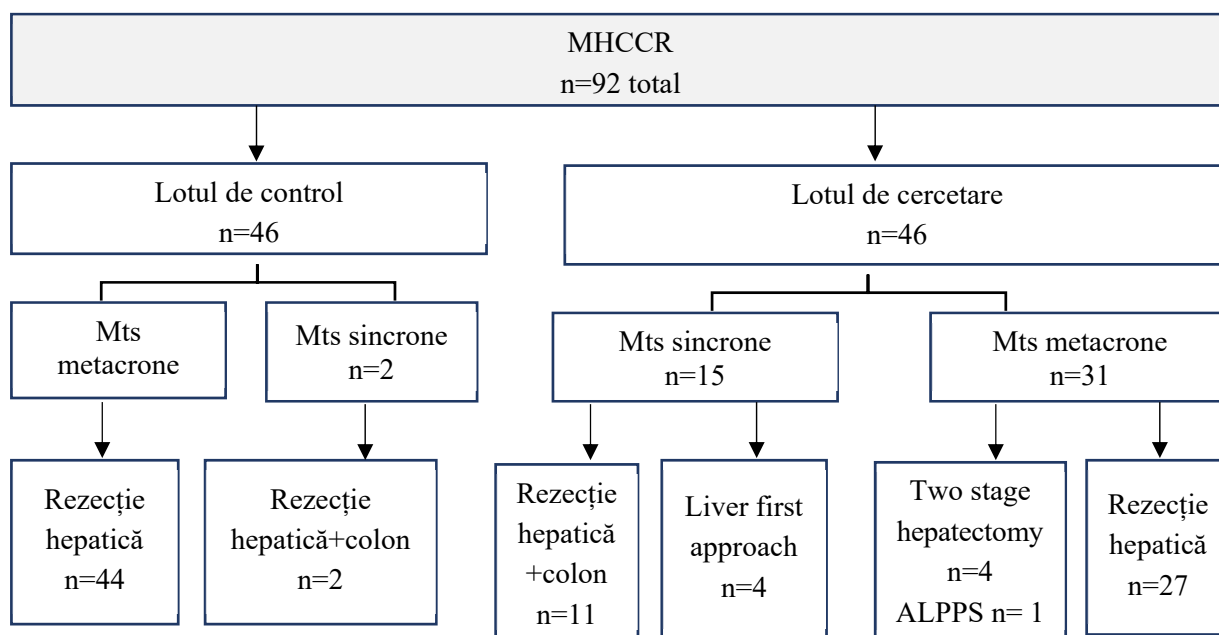 MHCCR
n=92 total
Lotul de control
n=46
Lotul de cercetare
n=46
Mts
metacrone
Mts sincrone
n=2
Mts sincrone
n=15
Mts metacrone
n=31
Rezecție
hepatică
n=44
Rezecție
hepatică+colon
n=2
Rezecție
hepatică
+colon
n=11
Liver first
approach
n=4
Two stage
hepatectomy
n=4
ALPPS n= 1
Rezecție
hepatică
n=27